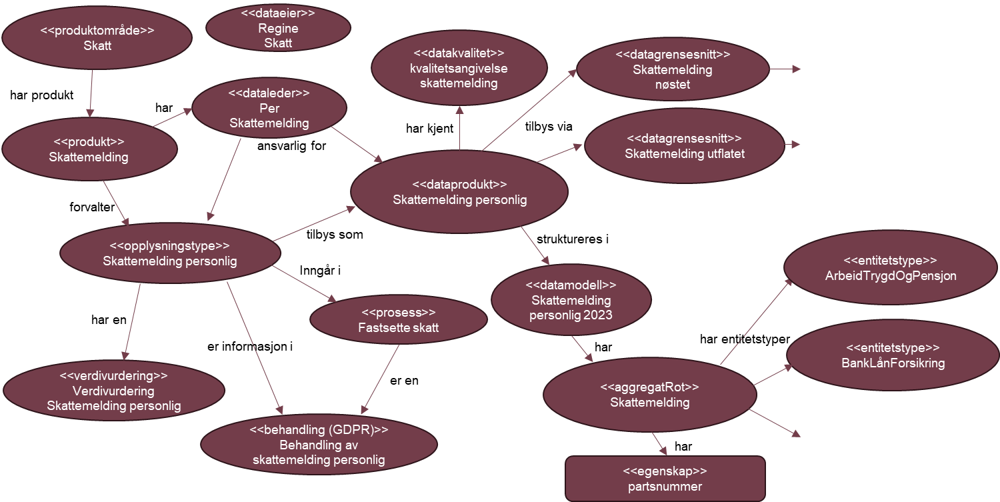 <<produktområde>>
Skatt
<<dataeier>>
Regine
Skatt
<<datakvalitet>>
kvalitetsangivelse
skattemelding
<<datagrensesnitt>>
Skattemelding
nøstet
har produkt
har
<<dataleder>>
Per
Skattemelding
har kjent
tilbys via
<<produkt>>
Skattemelding
ansvarlig for
<<datagrensesnitt>>
Skattemelding utflatet
<<dataprodukt>>
Skattemelding personlig
forvalter
tilbys som
struktureres i
<<opplysningstype>>
Skattemelding personlig
Inngår i
<<entitetstype>>
ArbeidTrygdOgPensjon
<<datamodell>>
Skattemelding
personlig 2023
har en
<<prosess>>
Fastsette skatt
er informasjon i
har
har entitetstyper
<<entitetstype>>
BankLånForsikring
<<verdivurdering>>
Verdivurdering
Skattemelding personlig
er en
<<aggregatRot>>
Skattemelding
<<behandling (GDPR)>>
Behandling av
skattemelding personlig
har
<<egenskap>>
partsnummer